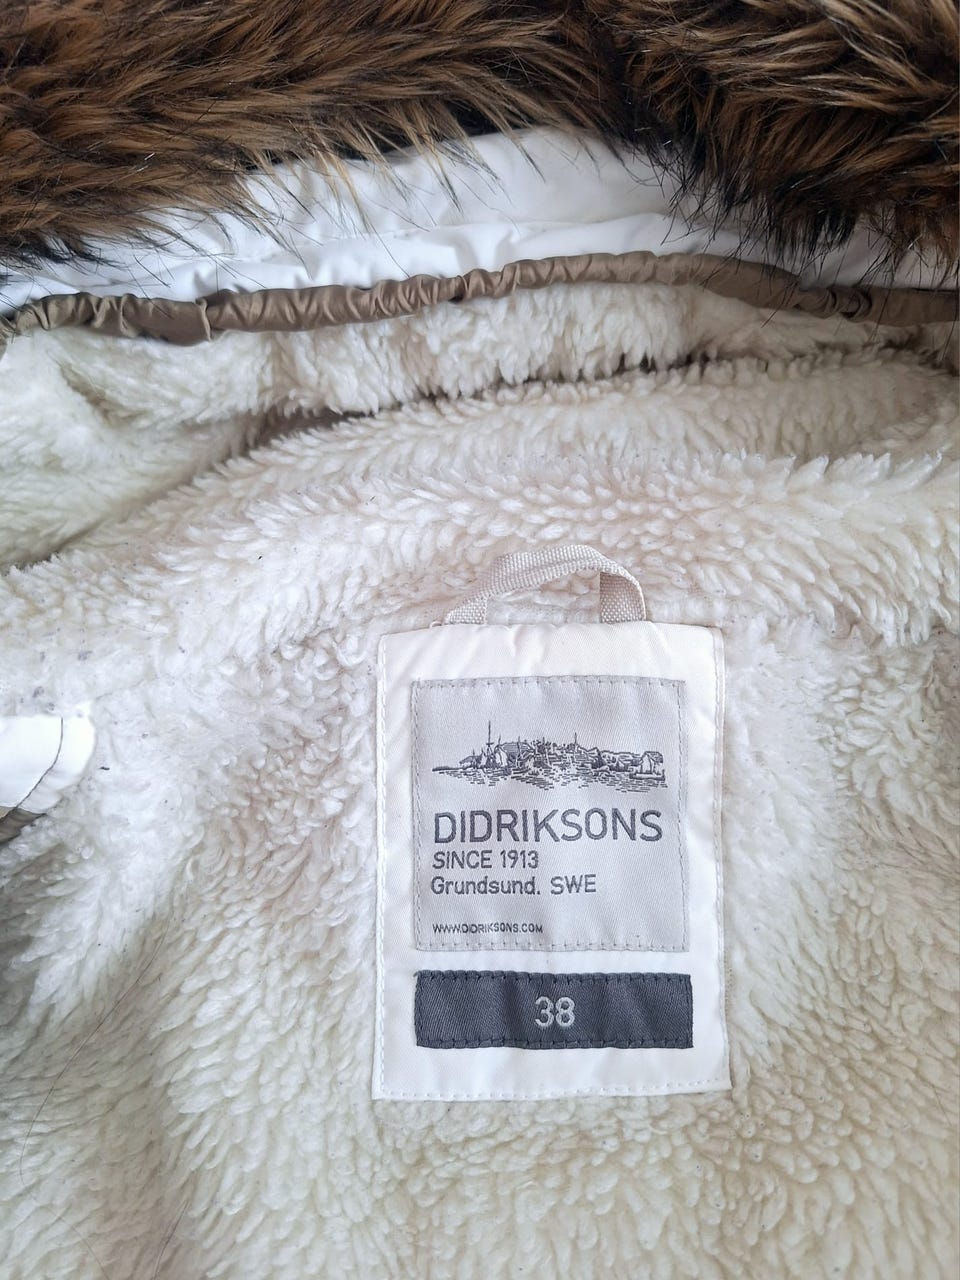 DIDRIKSONS
SINCE 1913
Grundsund. SWE
WWW.DIDRIKSONS.COM
38